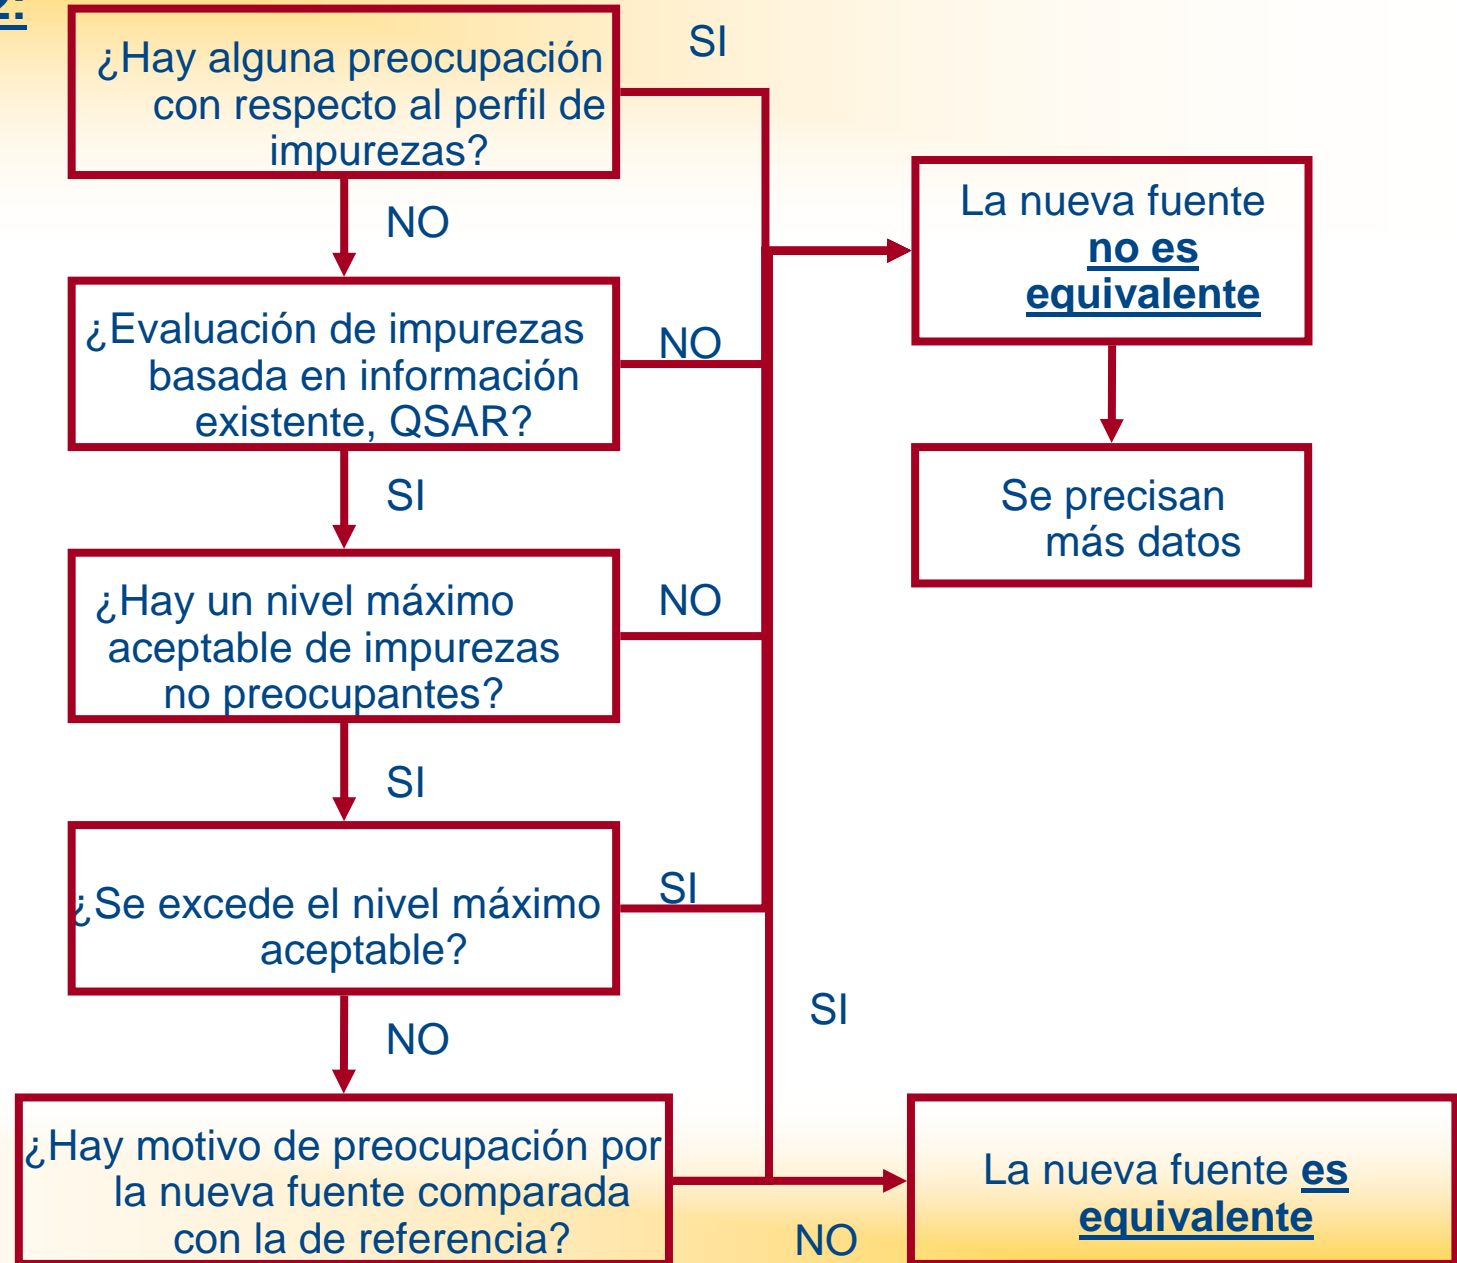 2:
¿Hay alguna preocupación
con respecto al perfil de
impurezas?
SI
NO
La nueva fuente
no es
equivalente
¿Evaluación de impurezas
basada en información
existente, QSAR?
NO
SI
Se precisan
más datos
¿Hay un nivel máximo
aceptable de impurezas
no preocupantes?
NO
SI
¿Se excede el nivel máximo
aceptable?
SI
NO
SI
¿Hay motivo de preocupación por
la nueva fuente comparada
con la de referencia?
NO
La nueva fuente es
equivalente